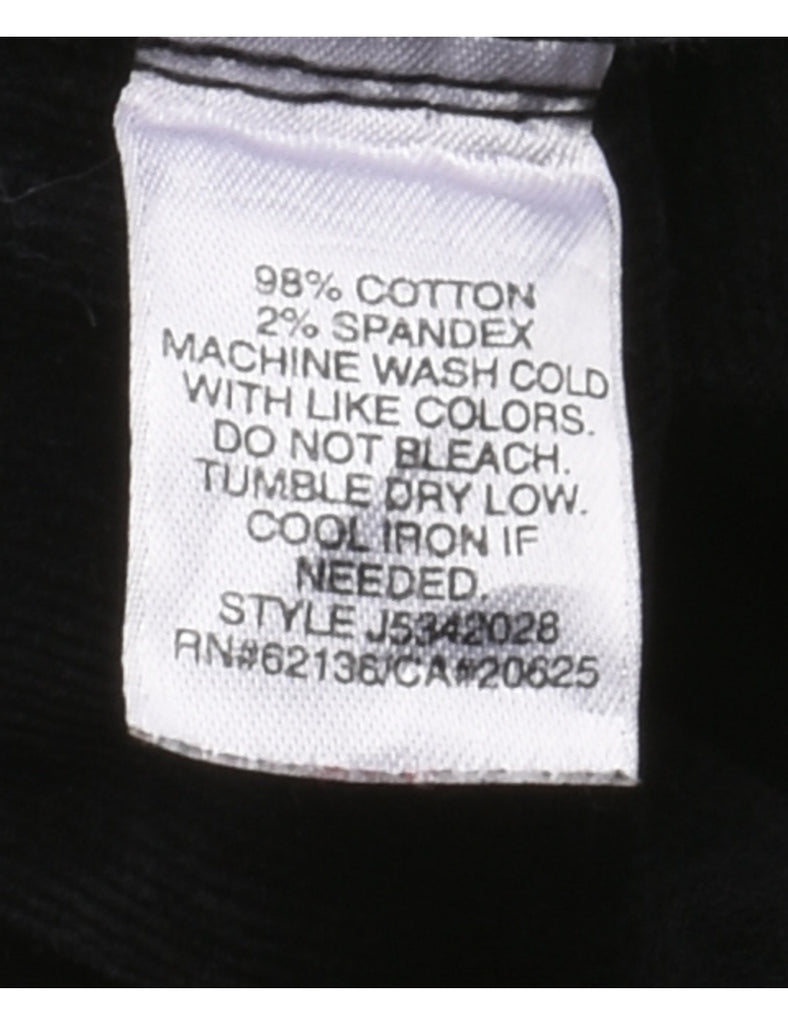 98% COTTON
2% SPANDEX
MACHINE WASH COLD
WITH LIKE COLORS.
DO NOT BLEACH.
TUMBLE DRY LOW.
COOL IRON IF
NEEDED.
STYLE J5342028
RN#62136/CA#20625